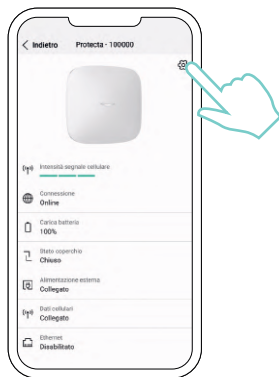 Indietro Protecta - 100000
Intensità segnale cellulare
Connessione
Online
Carica batteria
100%
Stato coperchio
Chiuso
Alimentazione esterna
Collegato
Dati cellulari
Collegato
Ethernet
Disabilitato